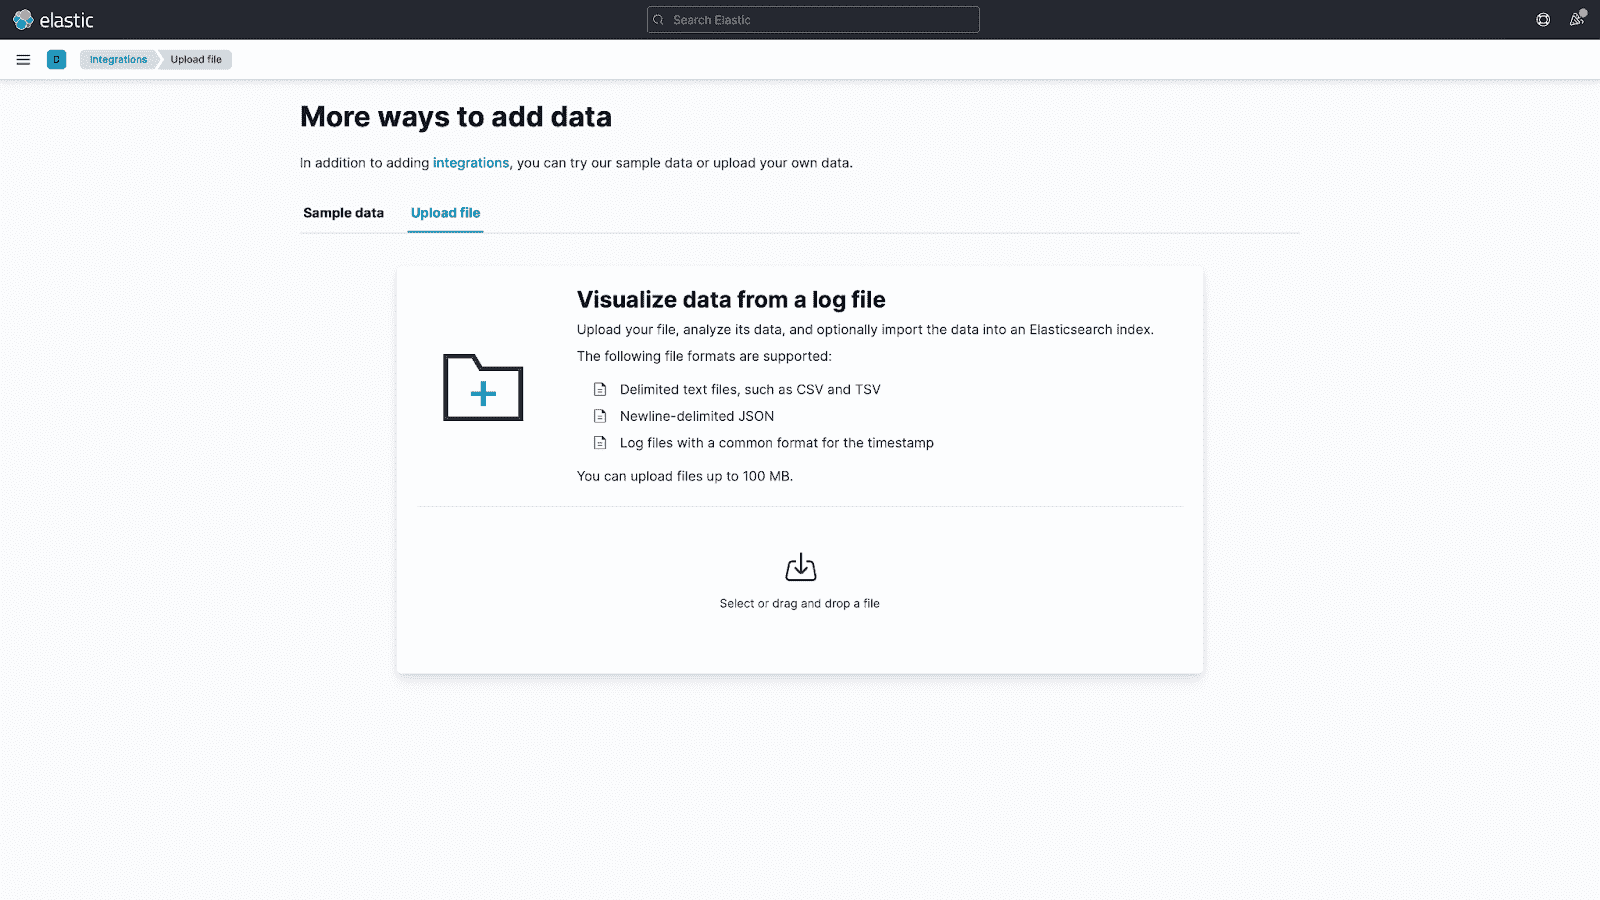 elastic
Search Elastic
D
Integrations
Upload file
More ways to add data
In addition to adding integrations, you can try our sample data or upload your own data.
Sample data
Upload file
Visualize data from a log file
Upload your file, analyze its data, and optionally import the data into an Elasticsearch index.
The following file formats are supported:
Delimited text files, such as CSV and TSV
Newline-delimited JSON
Log files with a common format for the timestamp
You can upload files up to 100 MB.
Select or drag and drop a file